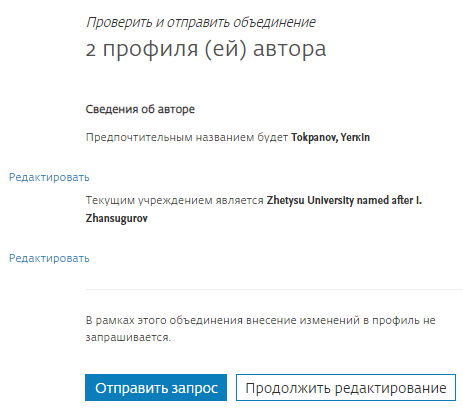 Проверить и отправить объединение
2 профиля (ей) автора
Сведения об авторе
Предпочтительным названием будет Tokpanov, Yerkin
Редактировать
Текущим учреждением является Zhetysu University named after I.
Zhansugurov
Редактировать
В рамках этого объединения внесение изменений в профиль не
запрашивается.
Отправить запрос
Продолжить редактирование